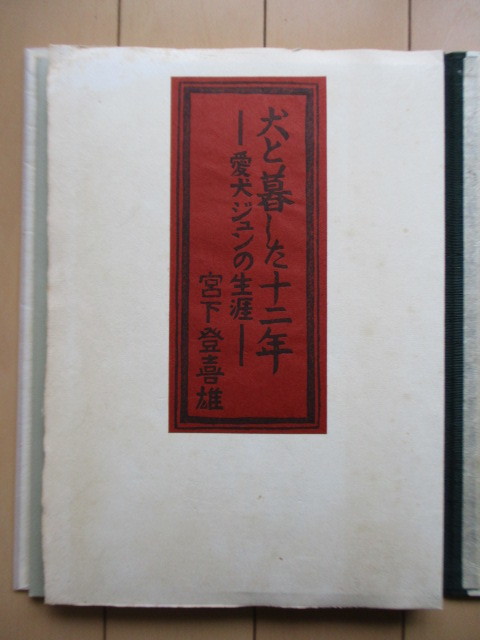 犬と暮した十二年
―愛犬ジュンの生涯―
宮下登喜雄